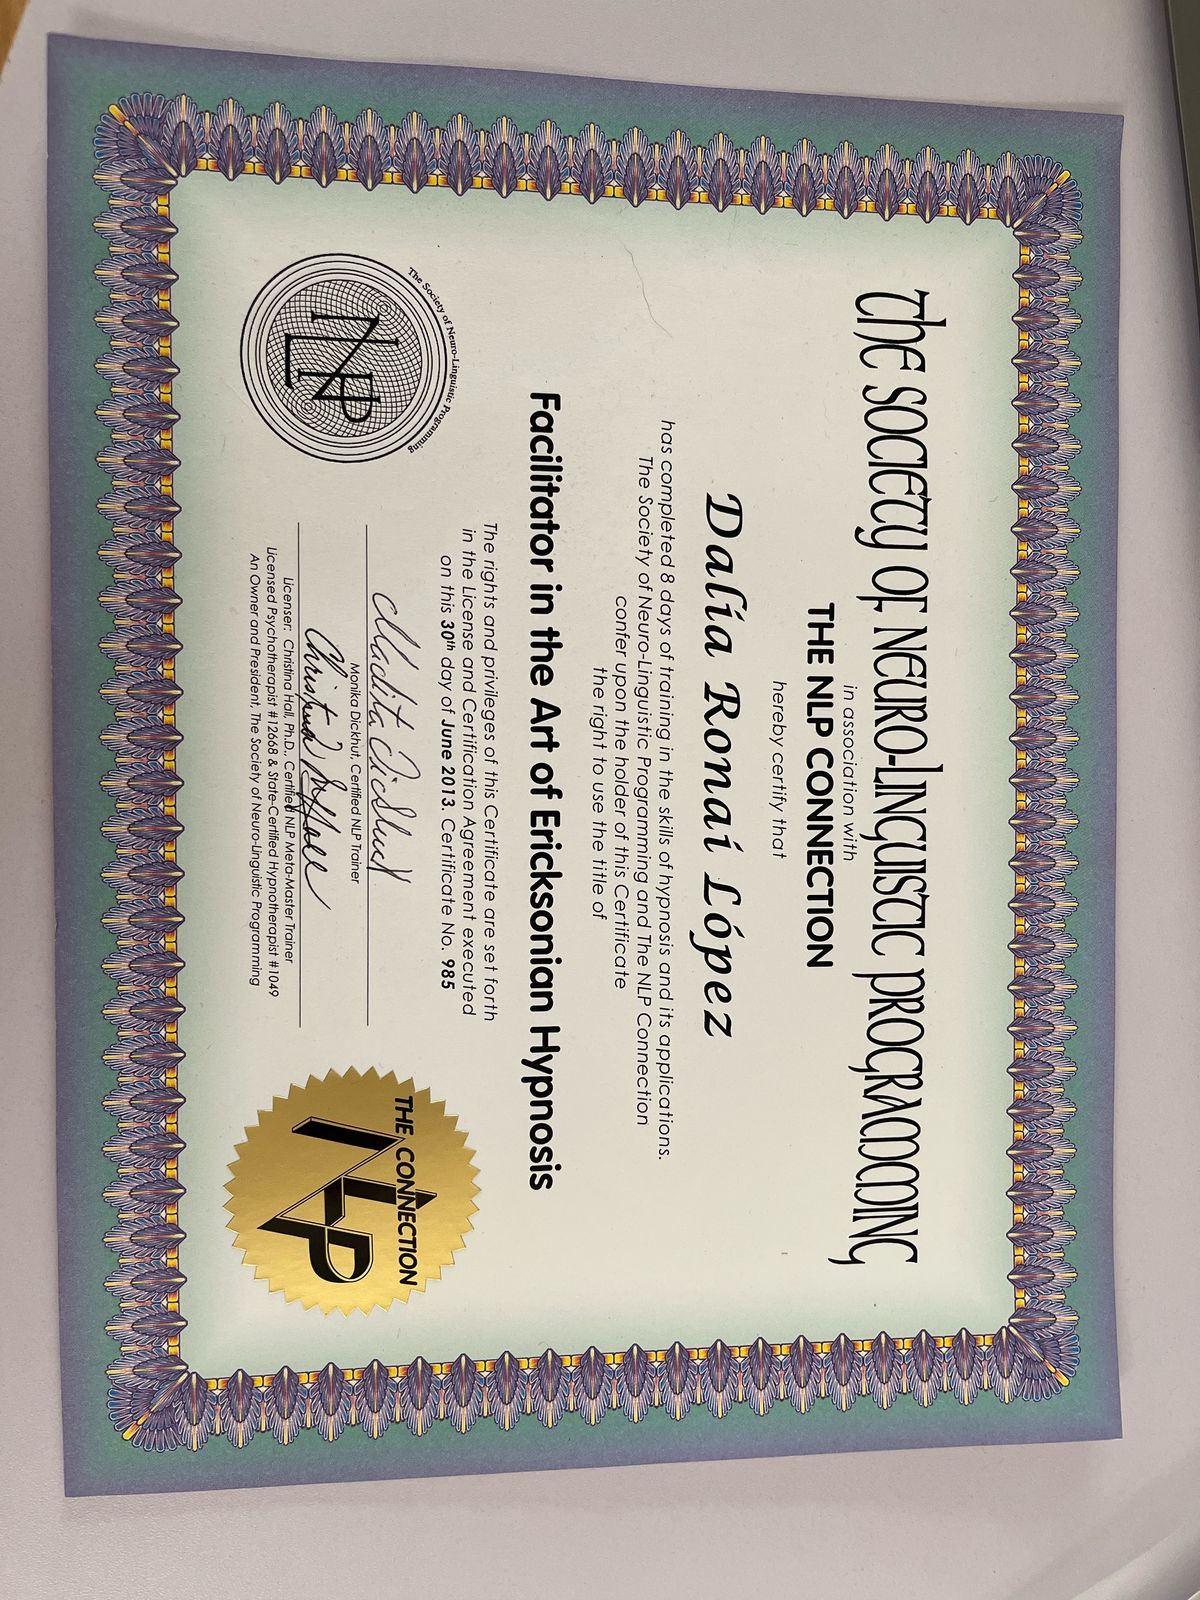 The Society of Neuro-Linguistic Programming
in association with
THE NLP CONNECTION
hereby certify that
Dalía Ronaí López
has completed 8 days of training in the skills of hypnosis and its applications.
The Society of Neuro-Linguistic Programming and The NLP Connection
confer upon the holder of this Certificate
the right to use the title of
Facilitator in the Art of Ericksonian Hypnosis
The rights and privileges of this Certificate are set forth
in the License and Certification Agreement executed
on this 30th day of June 2013. Certificate No. 985
Monika Dickhut, Certified NLP Trainer
Christina Hall
Licenser: Christina Hall, Ph.D., Certified NLP Meta-Master Trainer
Licensed Psychotherapist #12668 & State-Certified Hypnotherapist #1049
An Owner and President, The Society of Neuro-Linguistic Programming
The Society of Neuro-Linguistic Programming
NLP
THE CONNECTION
NLP